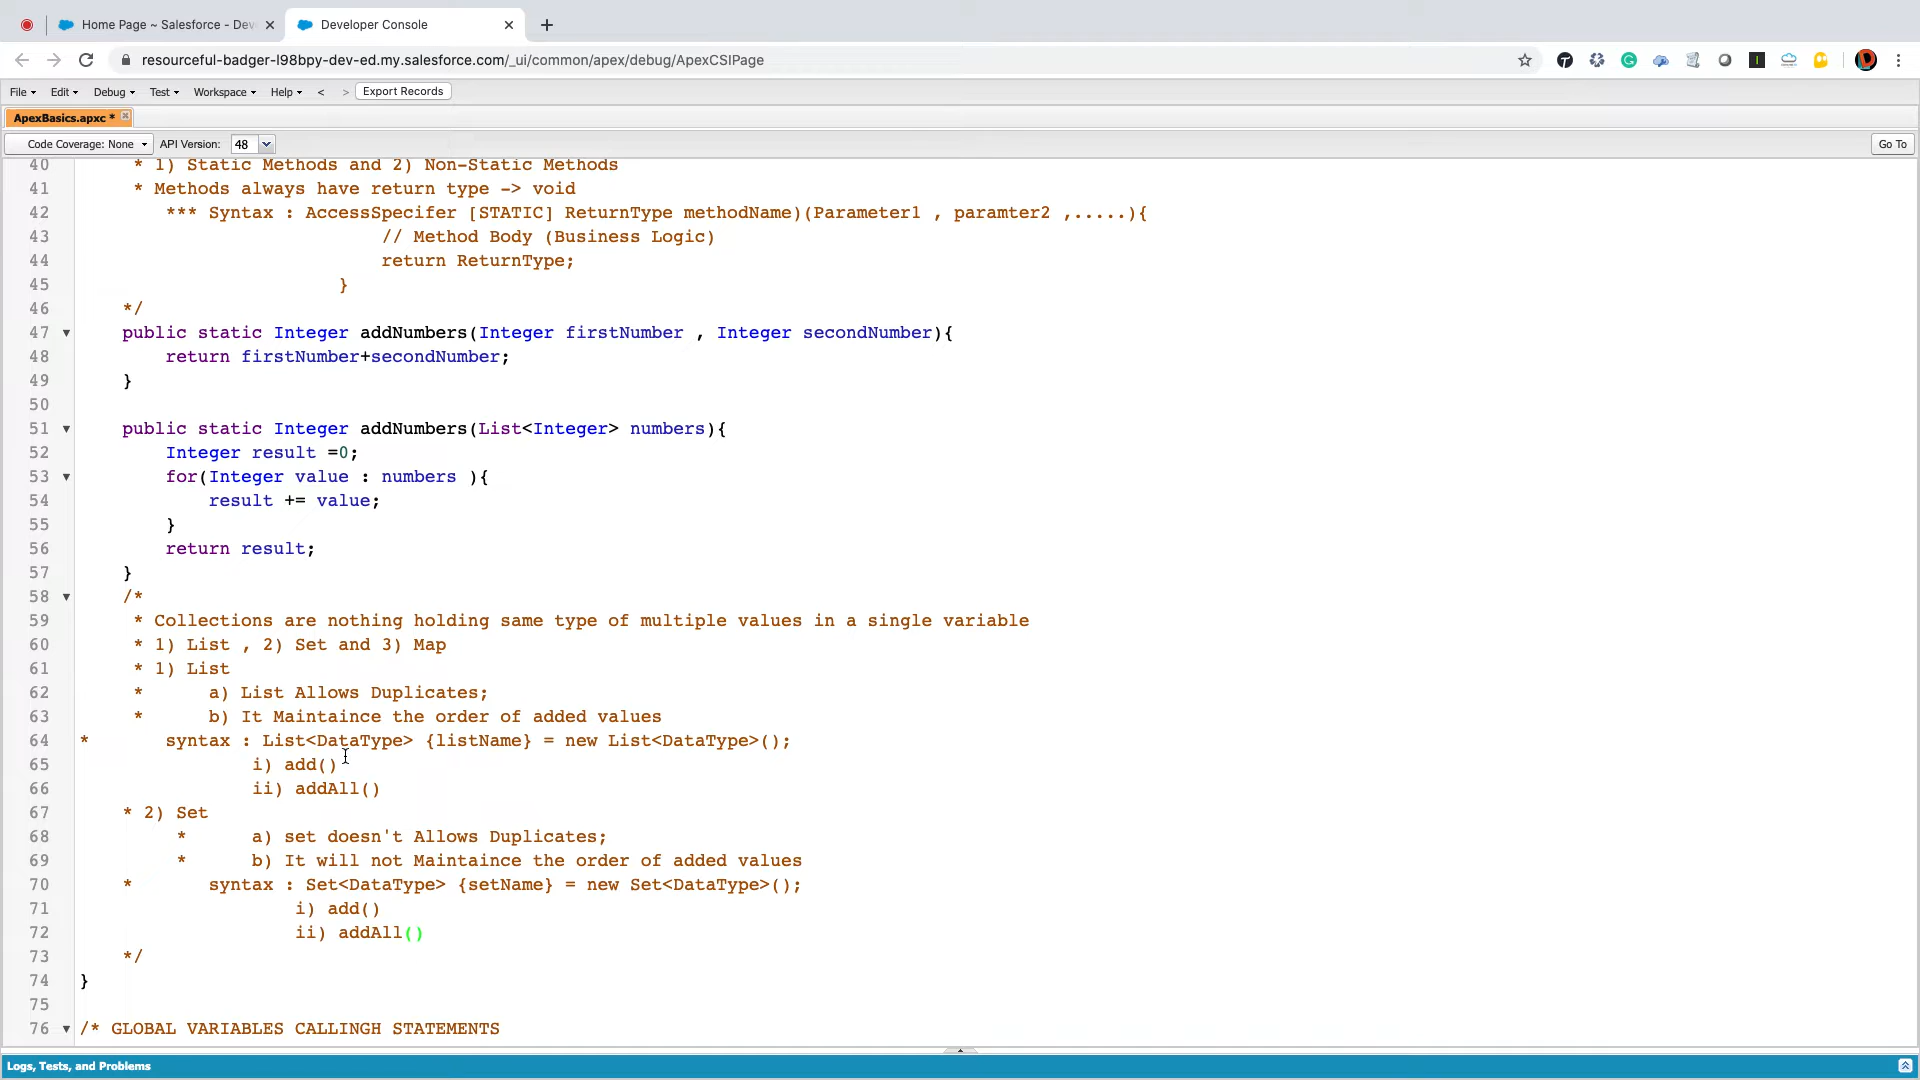 Home Page ~ Salesforce - Dev
Developer Console
resourceful-badger-l98bpy-dev-ed.my.salesforce.com/_ui/common/apex/debug/ApexCSIPage
File Edit Debug Test Workspace Help < > Export Records
ApexBasics.apxc *
Code Coverage: None API Version: 48 Go To
40 * 1) Static Methods and 2) Non-Static Methods
41 * Methods always have return type -> void
42 *** Syntax : AccessSpecifer [STATIC] ReturnType methodName)(Parameter1 , paramter2 ,.....){
43 // Method Body (Business Logic)
44 return ReturnType;
45 }
46 */
47 public static Integer addNumbers(Integer firstNumber , Integer secondNumber){
48 return firstNumber+secondNumber;
49 }
50
51 public static Integer addNumbers(List<Integer> numbers){
52 Integer result =0;
53 for(Integer value : numbers ){
54 result += value;
55 }
56 return result;
57 }
58 /*
59 * Collections are nothing holding same type of multiple values in a single variable
60 * 1) List , 2) Set and 3) Map
61 * 1) List
62 * a) List Allows Duplicates;
63 * b) It Maintaince the order of added values
64 * syntax : List<DataType> {listName} = new List<DataType>();
65 i) add()
66 ii) addAll()
67 * 2) Set
68 * a) set doesn't Allows Duplicates;
69 * b) It will not Maintaince the order of added values
70 * syntax : Set<DataType> {setName} = new Set<DataType>();
71 i) add()
72 ii) addAll()
73 */
74 }
75
76 /* GLOBAL VARIABLES CALLINGH STATEMENTS
Logs, Tests, and Problems